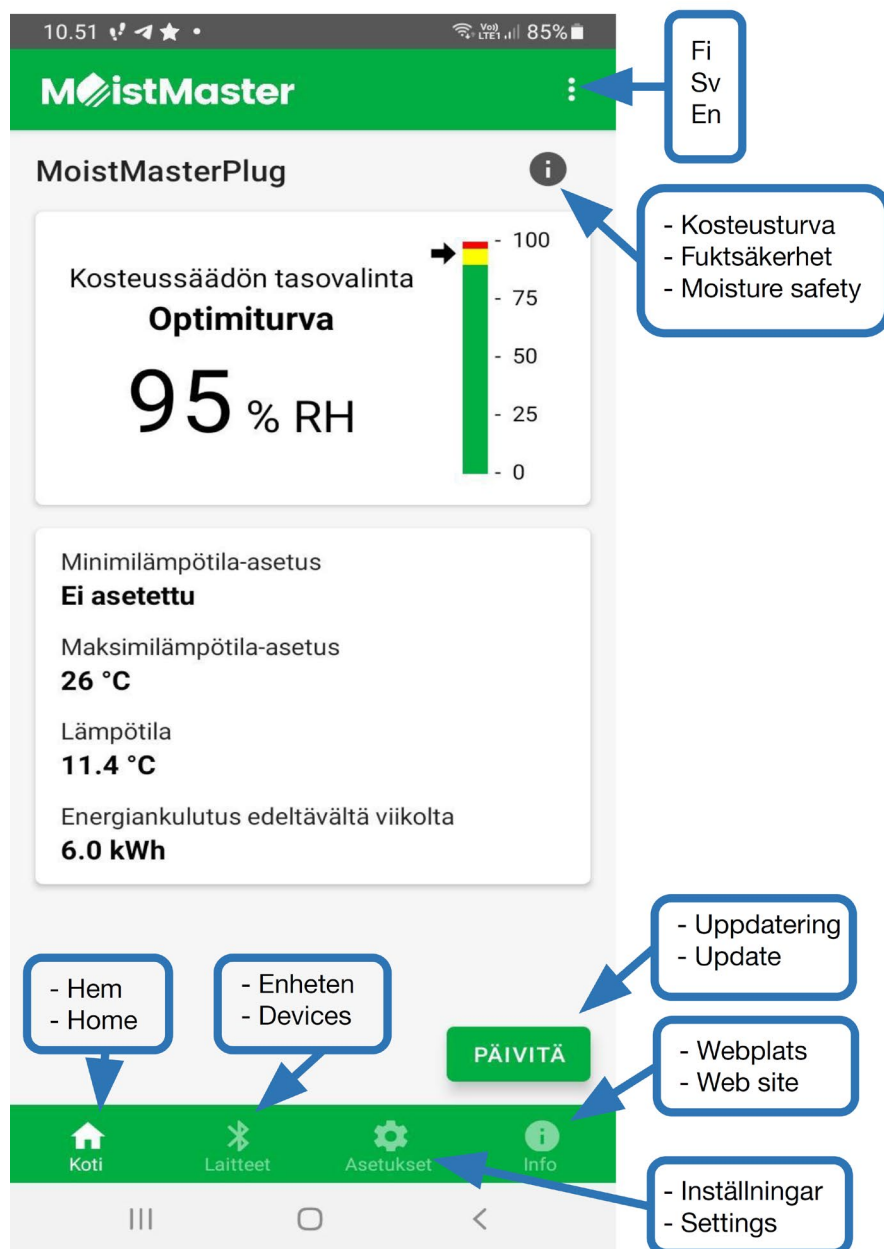 10.51
Vo)) LTE1 85%
MoistMaster
Fi
Sv
En
MoistMasterPlug
- Kosteusturva
- Fuktsäkerhet
- Moisture safety
Kosteussäädön tasovalinta
Optimiturva
95 % RH
- 100
- 75
- 50
- 25
- 0
Minimilämpötila-asetus
Ei asetettu
Maksimilämpötila-asetus
26 °C
Lämpötila
11.4 °C
Energiankulutus edeltävältä viikolta
6.0 kWh
- Uppdatering
- Update
- Hem
- Home
- Enheten
- Devices
PÄIVITÄ
- Webplats
- Web site
Koti
Laitteet
Asetukset
Info
- Inställningar
- Settings